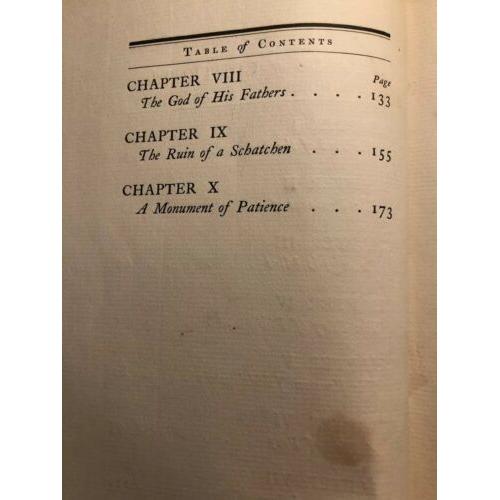 Table of Contents
CHAPTER VIII Page
The God of His Fathers . . . . 133
CHAPTER IX
The Ruin of a Schatchen . . . 155
CHAPTER X
A Monument of Patience . . . 173